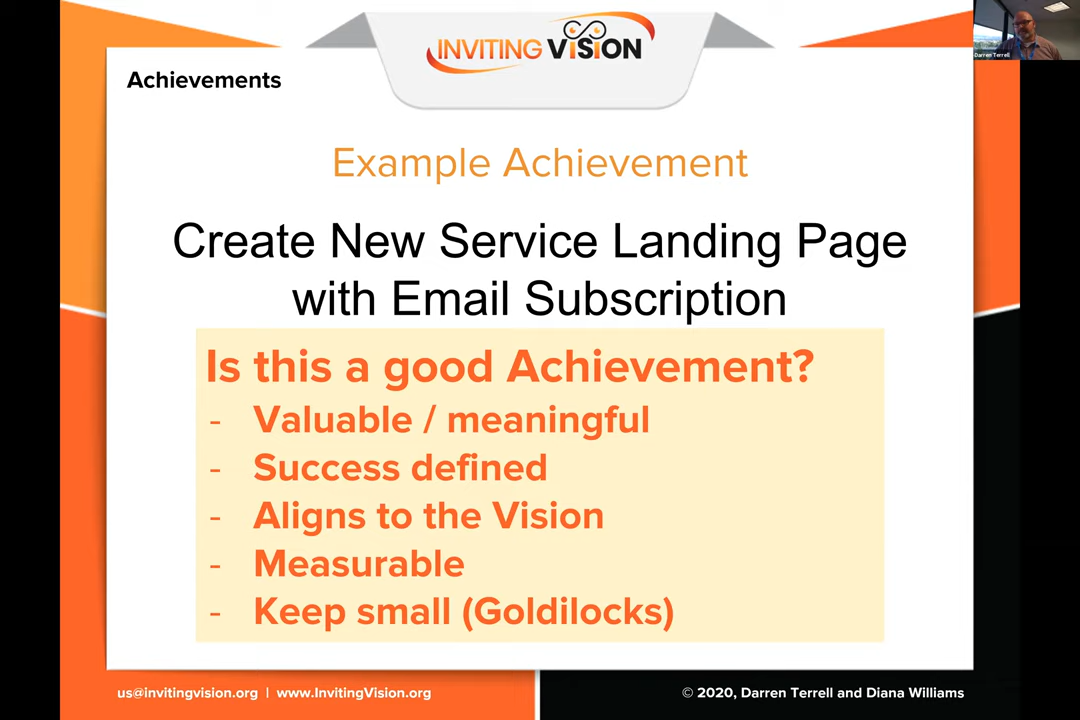 INVITING VISION
Darren Terrell
Achievements
Example Achievement
Create New Service Landing Page
with Email Subscription
Is this a good Achievement?
- Valuable / meaningful
- Success defined
- Aligns to the Vision
- Measurable
- Keep small (Goldilocks)
us@invitingvision.org | www.InvitingVision.org
© 2020, Darren Terrell and Diana Williams